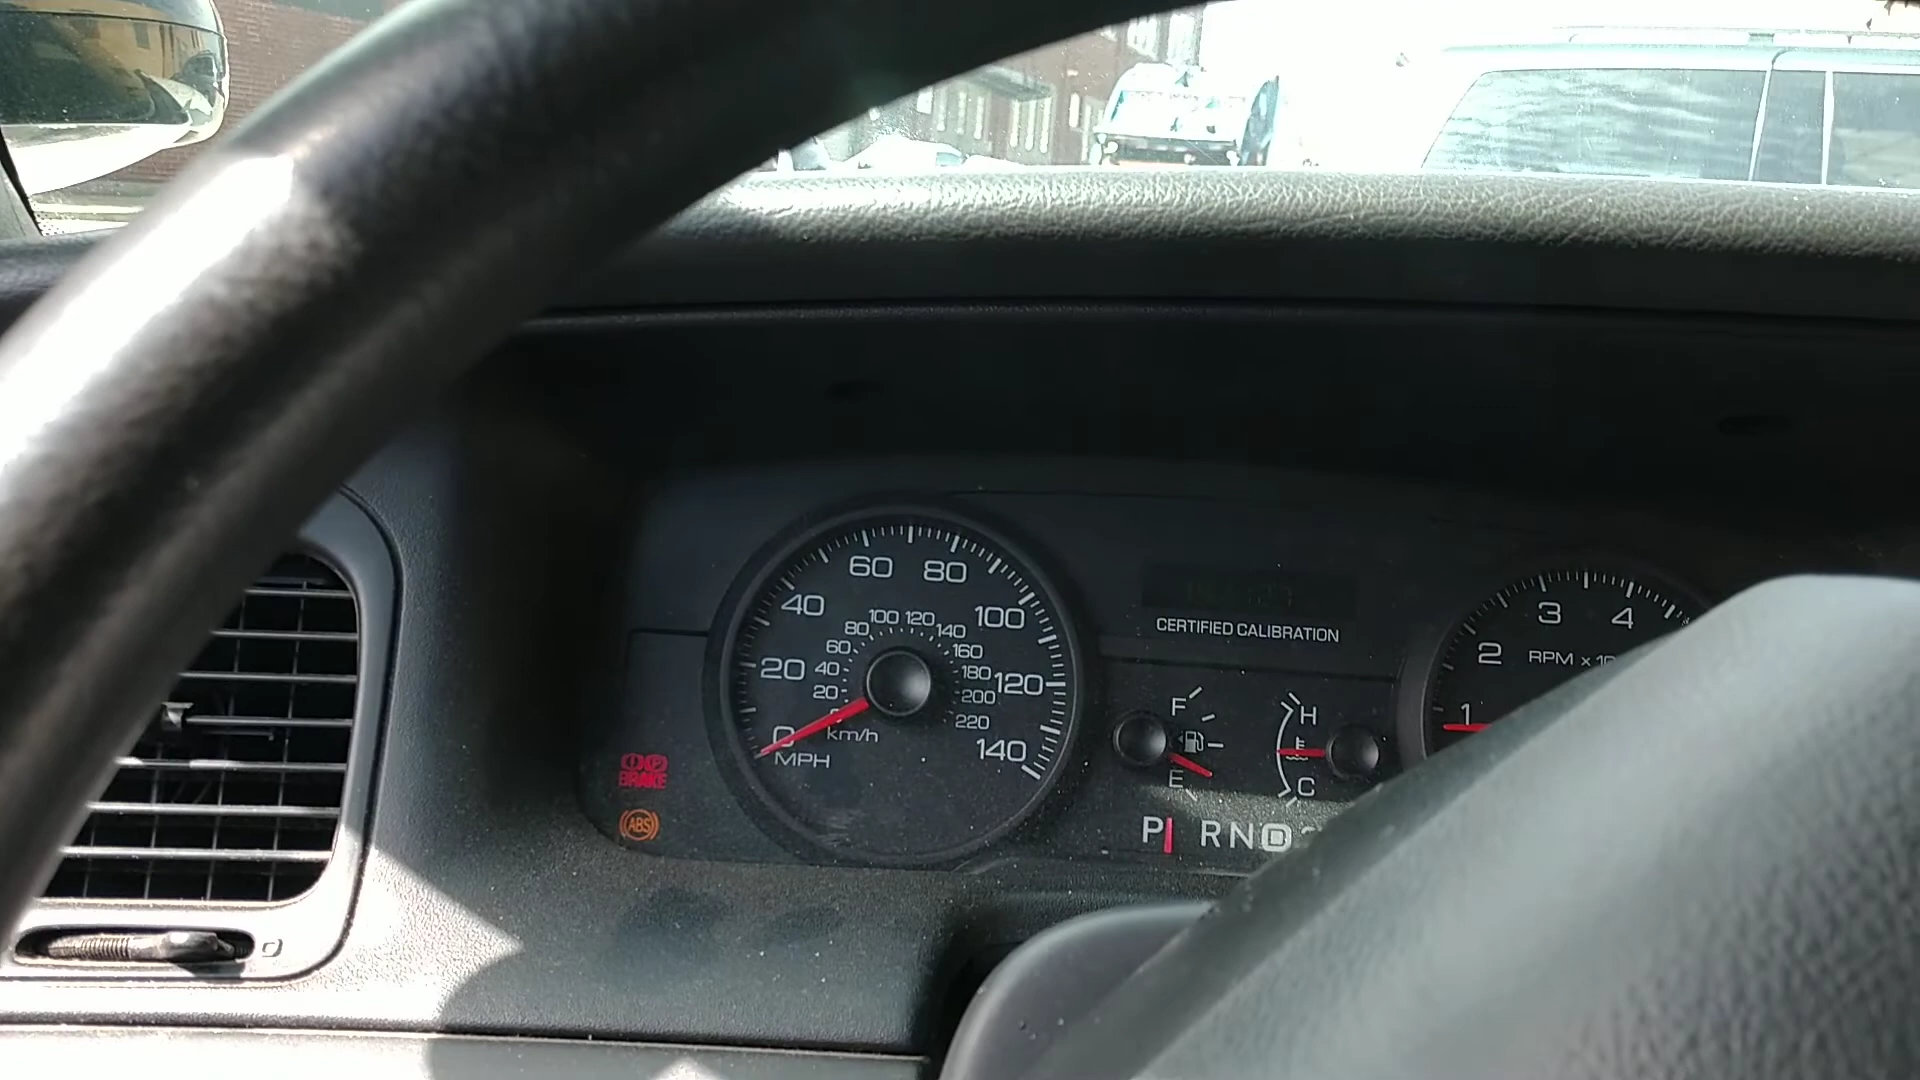 60 80
40 100
20 120
0 140
MPH
100 120
80 140
60 160
40 180
20 200
220
km/h
CERTIFIED CALIBRATION
F
E
H
C
P R N D
1 2 3 4
RPM x
BRAKE
ABS